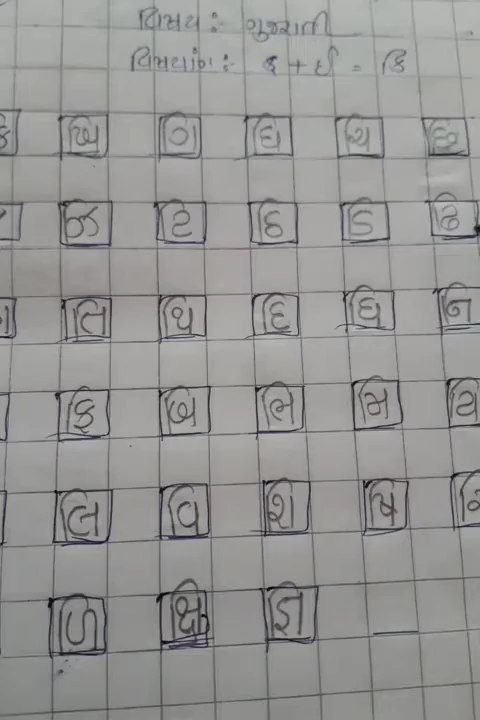 વિષય: ગુજરાતી
વિષયાંગ: ક + ઇ = કિ
કિ ખિ ગિ ઘિ ચિ છિ
ઝિ ટિ ઠિ ડિ ઢિ
તિ થિ દિ ધિ નિ
ફિ બિ ભિ મિ યિ
લિ વિ શિ ષિ
ળિ ક્ષિ જ્ઞિ